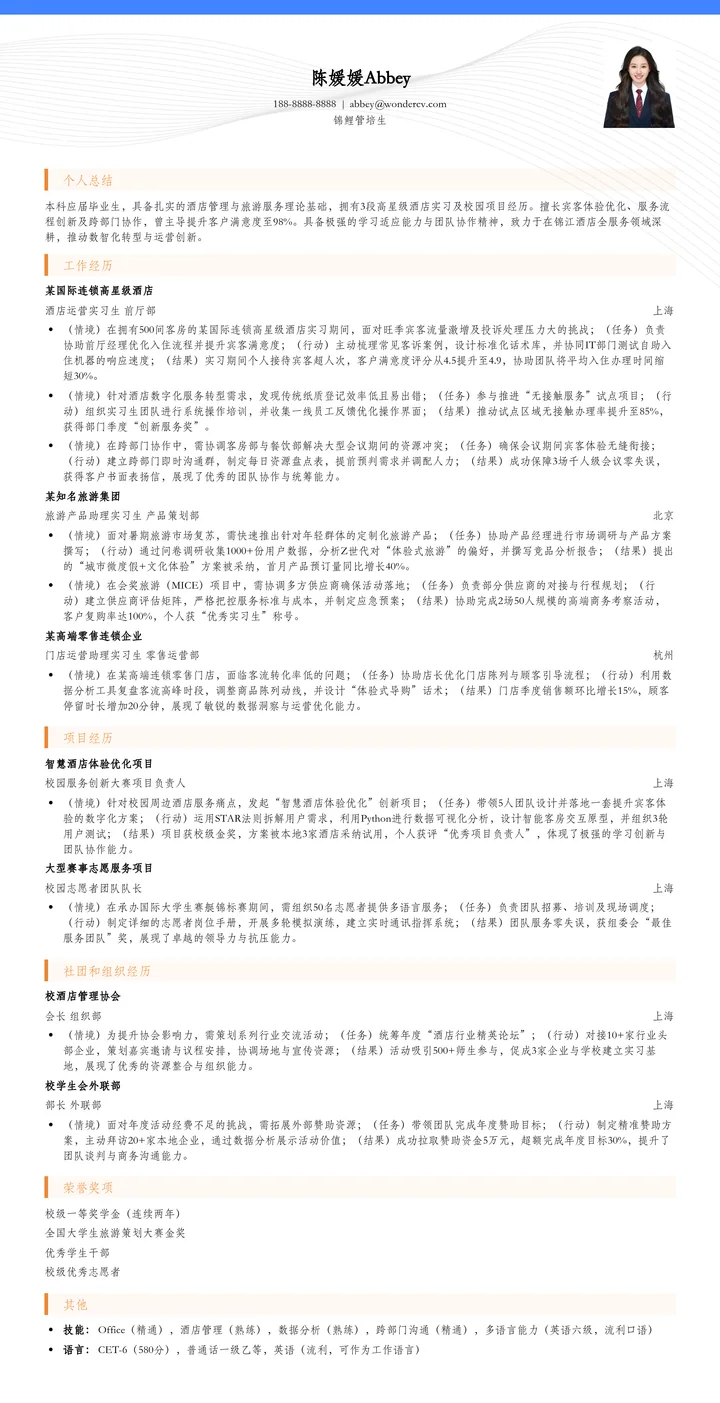 陈媛媛Abbey
188-8888-8888 | abbey@wondercv.com
锦鲤管培生
个人总结
本科应届毕业生，具备扎实的酒店管理与旅游服务理论基础，拥有3段高星级酒店实习及校园项目经历。擅长宾客体验优化、服务流
程创新及跨部门协作，曾主导提升客户满意度至98%。具备极强的学习适应能力与团队协作精神，致力于在锦江酒店全服务领域深
耕，推动数智化转型与运营创新。
工作经历
某国际连锁高星级酒店
酒店运营实习生 前厅部 上海
• （情境）在拥有500间客房的某国际连锁高星级酒店实习期间，面对旺季宾客流量激增及投诉处理压力大的挑战；（任务）负责
协助前厅经理优化入住流程并提升宾客满意度；（行动）主动梳理常见客诉案例，设计标准化话术库，并协同IT部门测试自助入
住机器的响应速度；（结果）实习期间个人接待宾客超人次，客户满意度评分从4.5提升至4.9，协助团队将平均入住办理时间缩
短30%。
• （情境）针对酒店数字化服务转型需求，发现传统纸质登记效率低且易出错；（任务）参与推进“无接触服务”试点项目；（行
动）组织实习生团队进行系统操作培训，并收集一线员工反馈优化操作界面；（结果）推动试点区域无接触办理率提升至85%，
获得部门季度“创新服务奖”。
• （情境）在跨部门协作中，需协调客房部与餐饮部解决大型会议期间的资源冲突；（任务）确保会议期间宾客体验无缝衔接；
（行动）建立跨部门即时沟通群，制定每日资源盘点表，提前预判需求并调配人力；（结果）成功保障3场千人级会议零失误，
获得客户书面表扬信，展现了优秀的团队协作与统筹能力。
某知名旅游集团
旅游产品助理实习生 产品策划部 北京
• （情境）面对暑期旅游市场复苏，需快速推出针对年轻群体的定制化旅游产品；（任务）协助产品经理进行市场调研与产品方案
撰写；（行动）通过问卷调研收集1000+份用户数据，分析Z世代对“体验式旅游”的偏好，并撰写竞品分析报告；（结果）提出
的“城市微度假+文化体验”方案被采纳，首月产品预订量同比增长40%。
• （情境）在会奖旅游（MICE）项目中，需协调多方供应商确保活动落地；（任务）负责部分供应商的对接与行程规划；（行
动）建立供应商评估矩阵，严格把控服务标准与成本，并制定应急预案；（结果）协助完成2场50人规模的高端商务考察活动，
客户复购率达100%，个人获“优秀实习生”称号。
某高端零售连锁企业
门店运营助理实习生 零售运营部 杭州
• （情境）在某高端连锁零售门店，面临客流转化率低的问题；（任务）协助店长优化门店陈列与顾客引导流程；（行动）利用数
据分析工具复盘客流高峰时段，调整商品陈列动线，并设计“体验式导购”话术；（结果）门店季度销售额环比增长15%，顾客
停留时长增加20分钟，展现了敏锐的数据洞察与运营优化能力。
项目经历
智慧酒店体验优化项目
校园服务创新大赛项目负责人 上海
• （情境）针对校园周边酒店服务痛点，发起“智慧酒店体验优化”创新项目；（任务）带领5人团队设计并落地一套提升宾客体
验的数字化方案；（行动）运用STAR法则拆解用户需求，利用Python进行数据可视化分析，设计智能客房交互原型，并组织3轮
用户测试；（结果）项目获校级金奖，方案被本地3家酒店采纳试用，个人获评“优秀项目负责人”，体现了极强的学习创新与
团队协作能力。
大型赛事志愿服务项目
校园志愿者团队队长 上海
• （情境）在承办国际大学生赛艇锦标赛期间，需组织50名志愿者提供多语言服务；（任务）负责团队招募、培训及现场调度；
（行动）制定详细的志愿者岗位手册，开展多轮模拟演练，建立实时通讯指挥系统；（结果）团队服务零失误，获组委会“最佳
服务团队”奖，展现了卓越的领导力与抗压能力。
社团和组织经历
校酒店管理协会
会长 组织部 上海
• （情境）为提升协会影响力，需策划系列行业交流活动；（任务）统筹年度“酒店行业精英论坛”；（行动）对接10+家行业头
部企业，策划嘉宾邀请与议程安排，协调场地与宣传资源；（结果）活动吸引500+师生参与，促成3家企业与学校建立实习基
地，展现了优秀的资源整合与组织能力。
校学生会外联部
部长 外联部 上海
• （情境）面对年度活动经费不足的挑战，需拓展外部赞助资源；（任务）带领团队完成年度赞助目标；（行动）制定精准赞助方
案，主动拜访20+家本地企业，通过数据分析展示活动价值；（结果）成功拉取赞助资金5万元，超额完成年度目标30%，提升了
团队谈判与商务沟通能力。
荣誉奖项
校级一等奖学金（连续两年）
全国大学生旅游策划大赛金奖
优秀学生干部
校级优秀志愿者
其他
• 技能： Office（精通）, 酒店管理（熟练）, 数据分析（熟练）, 跨部门沟通（精通）, 多语言能力（英语六级，流利口语）
• 语言： CET-6（580分）, 普通话一级乙等, 英语（流利，可作为工作语言）